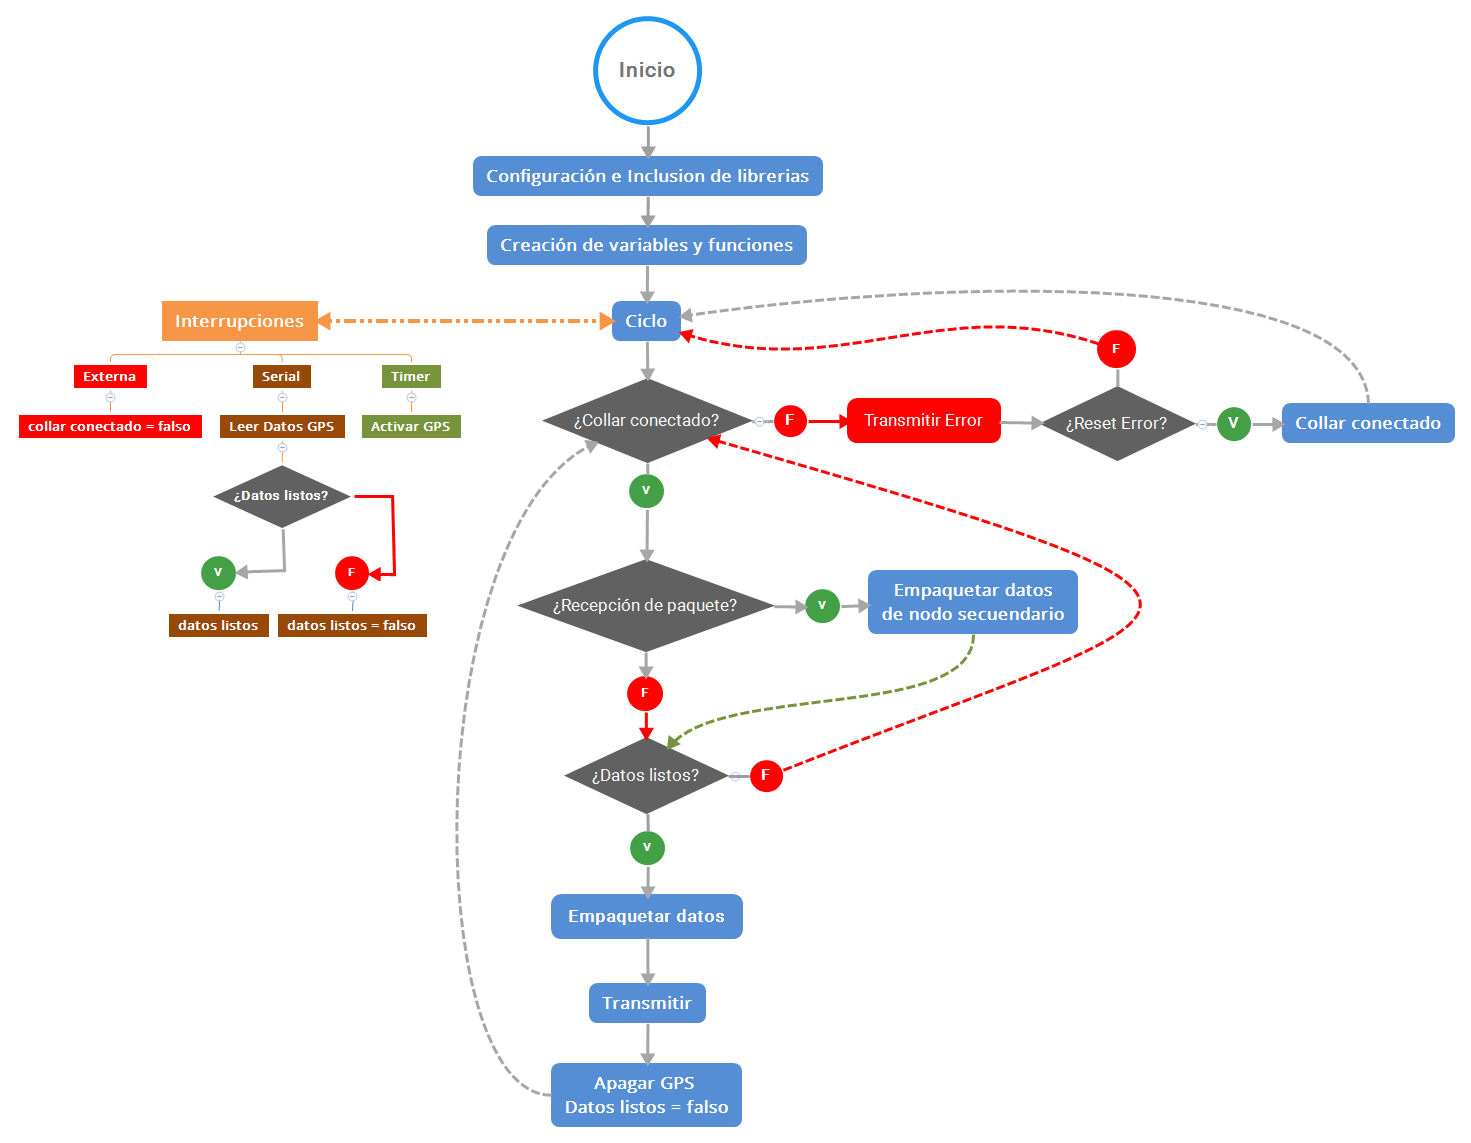 Inicio
Configuración e Inclusion de librerias
Creación de variables y funciones
Interrupciones
Ciclo
F
Externa
Serial
Timer
collar conectado = falso
Leer Datos GPS
Activar GPS
¿Collar conectado?
F
Transmitir Error
¿Reset Error?
V
Collar conectado
¿Datos listos?
V
F
datos listos
datos listos = falso
V
¿Recepción de paquete?
V
Empaquetar datos
de nodo secuendario
F
¿Datos listos?
F
V
Empaquetar datos
Transmitir
Apagar GPS
Datos listos = falso